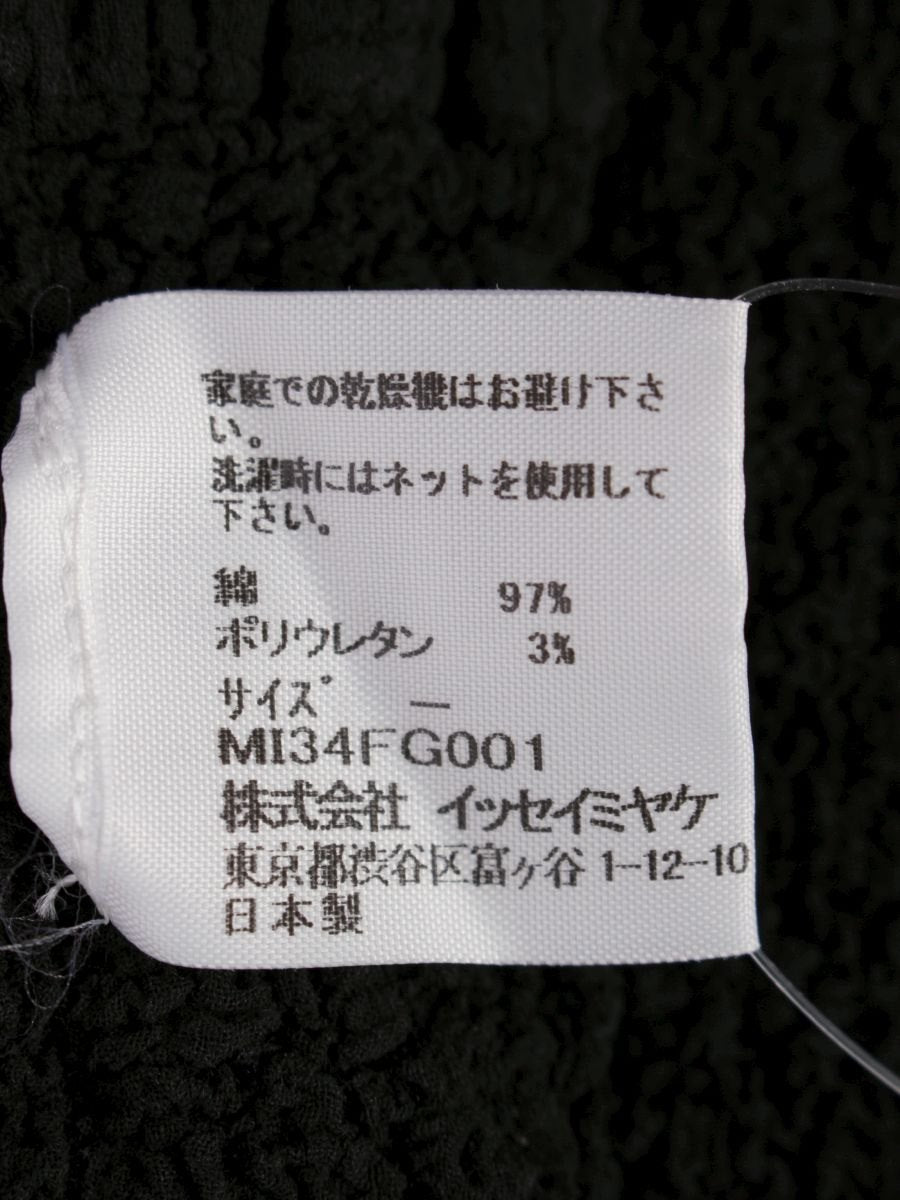 家庭での乾燥機はお避け下さ
い。
洗濯時にはネットを使用して
下さい。
綿 97%
ポリウレタン 3%
サイズ —
MI34FG001
株式会社 イッセイミヤケ
東京都渋谷区富ヶ谷 1-12-10
日本製